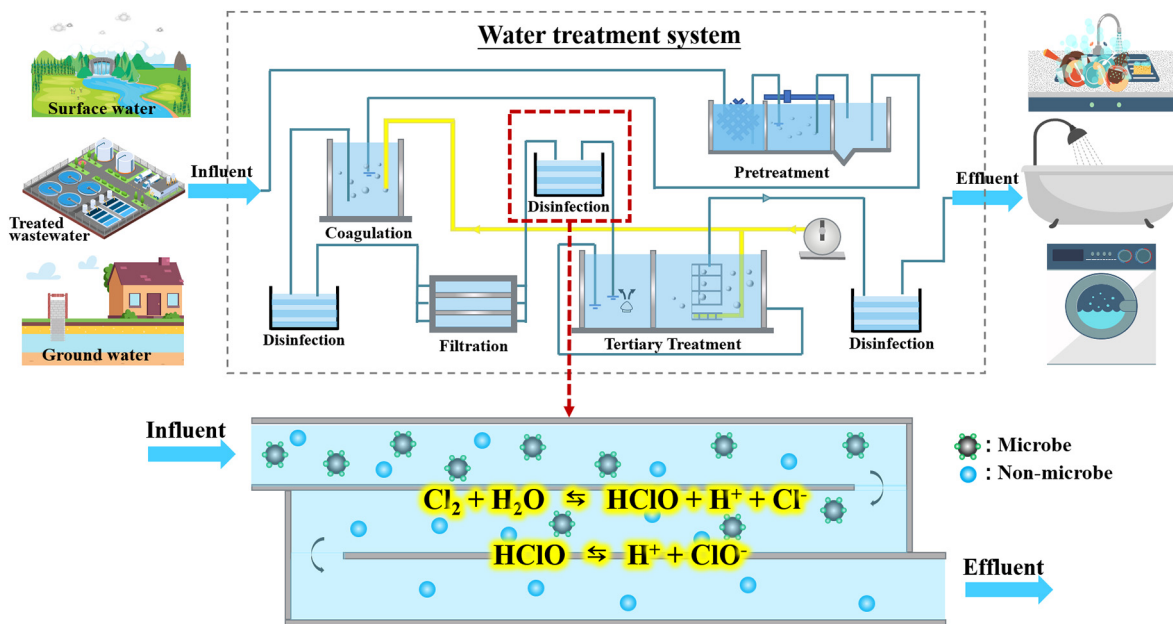 Water treatment system
Surface water
Influent
Treated
wastewater
Ground water
Pretreatment
Disinfection
Coagulation
Effluent
Disinfection
Filtration
Tertiary Treatment
Disinfection
Influent
: Microbe
: Non-microbe
Cl₂ + H₂O ⇆ HClO + H⁺ + Cl⁻
HClO ⇆ H⁺ + ClO⁻
Effluent